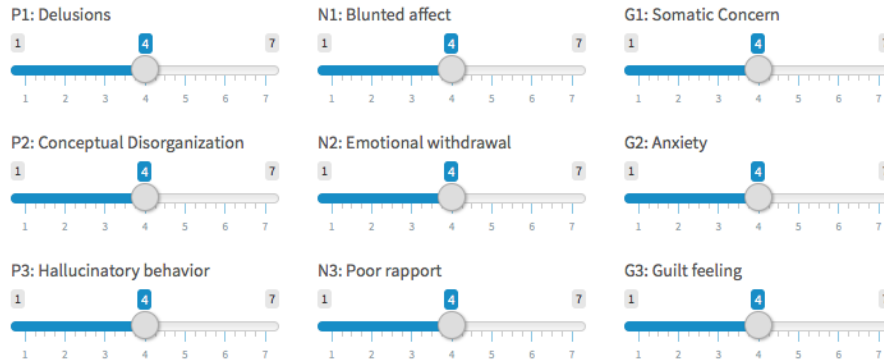 P1: Delusions N1: Blunted affect G1: Somatic Concern
1 4 7 1 4 7 1 4 7
1 2 3 4 5 6 7 1 2 3 4 5 6 7 1 2 3 4 5 6 7
P2: Conceptual Disorganization N2: Emotional withdrawal G2: Anxiety
1 4 7 1 4 7 1 4 7
1 2 3 4 5 6 7 1 2 3 4 5 6 7 1 2 3 4 5 6 7
P3: Hallucinatory behavior N3: Poor rapport G3: Guilt feeling
1 4 7 1 4 7 1 4 7
1 2 3 4 5 6 7 1 2 3 4 5 6 7 1 2 3 4 5 6 7